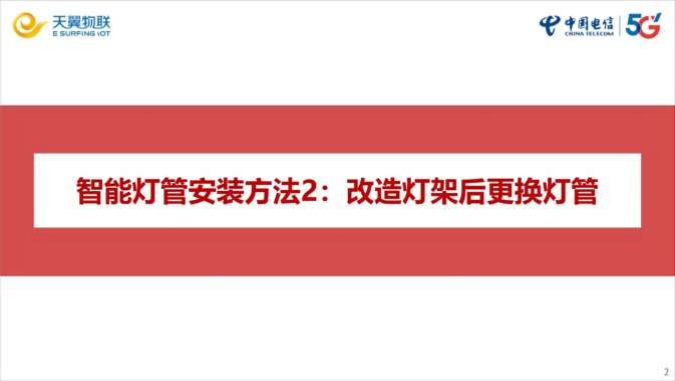 天翼物联
E SURFING IOT
中国电信
CHINA TELECOM
5G
智能灯管安装方法2：改造灯架后更换灯管
2